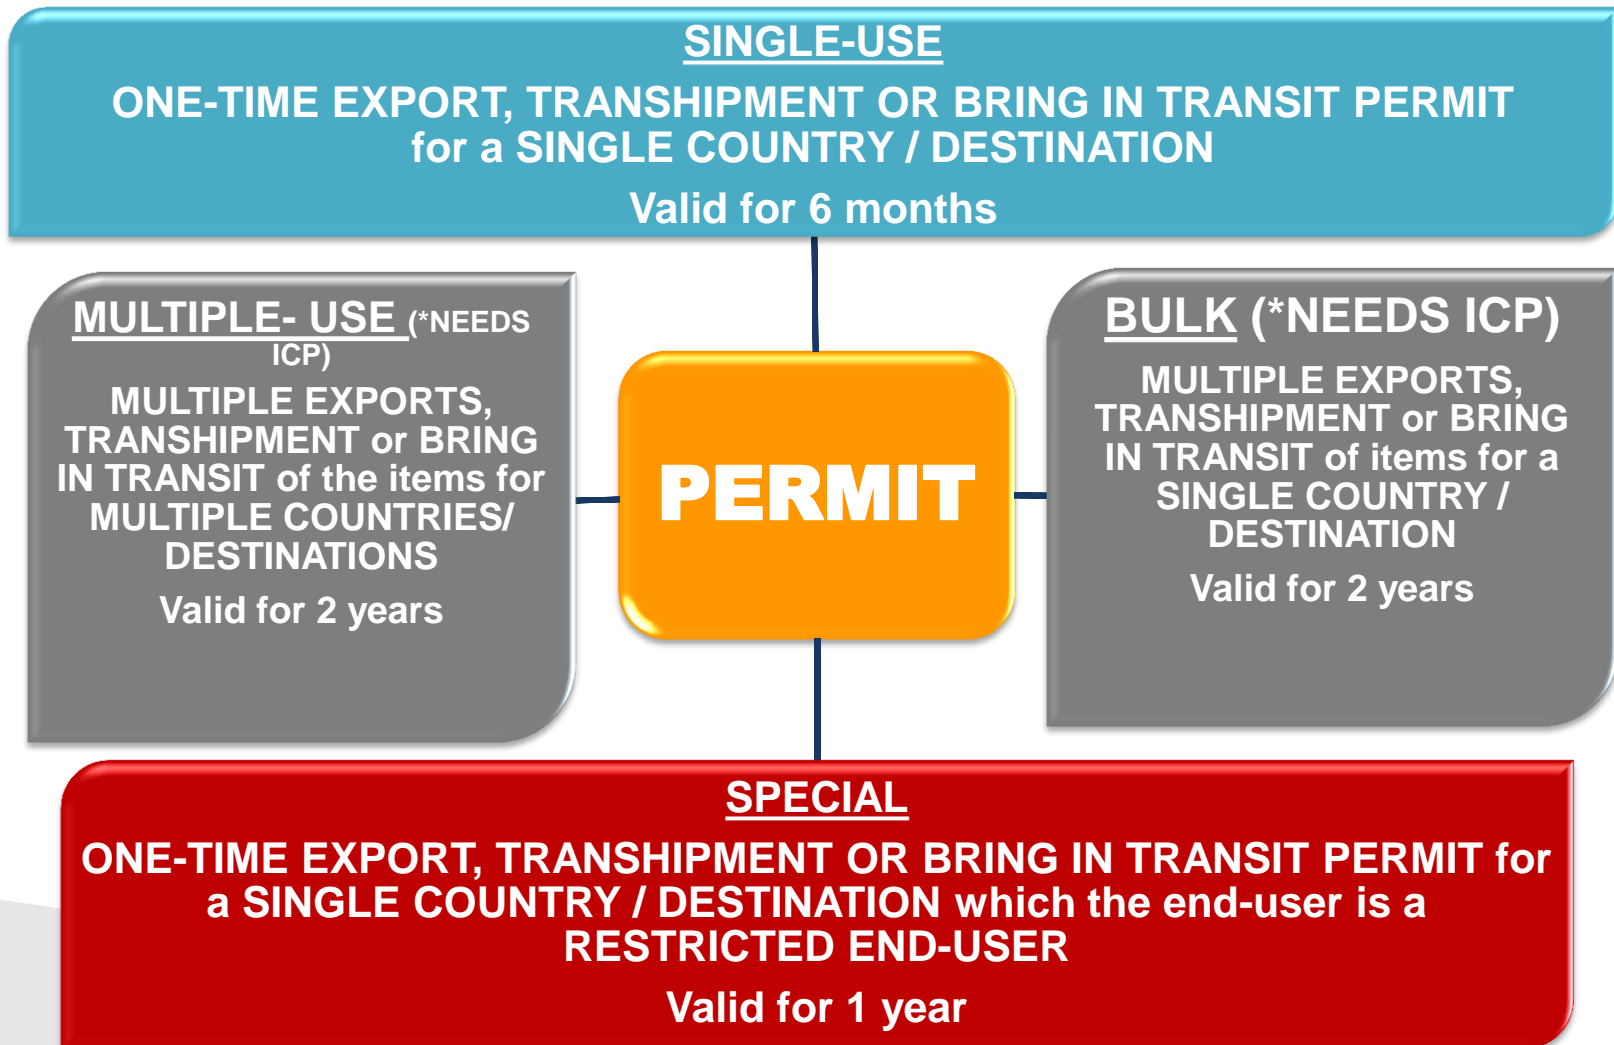 SINGLE-USE
ONE-TIME EXPORT, TRANSHIPMENT OR BRING IN TRANSIT PERMIT
for a SINGLE COUNTRY / DESTINATION
Valid for 6 months
MULTIPLE- USE (*NEEDS
ICP)
MULTIPLE EXPORTS,
TRANSHIPMENT or BRING
IN TRANSIT of the items for
MULTIPLE COUNTRIES/
DESTINATIONS
Valid for 2 years
PERMIT
BULK (*NEEDS ICP)
MULTIPLE EXPORTS,
TRANSHIPMENT or BRING
IN TRANSIT of items for a
SINGLE COUNTRY /
DESTINATION
Valid for 2 years
SPECIAL
ONE-TIME EXPORT, TRANSHIPMENT OR BRING IN TRANSIT PERMIT for
a SINGLE COUNTRY / DESTINATION which the end-user is a
RESTRICTED END-USER
Valid for 1 year